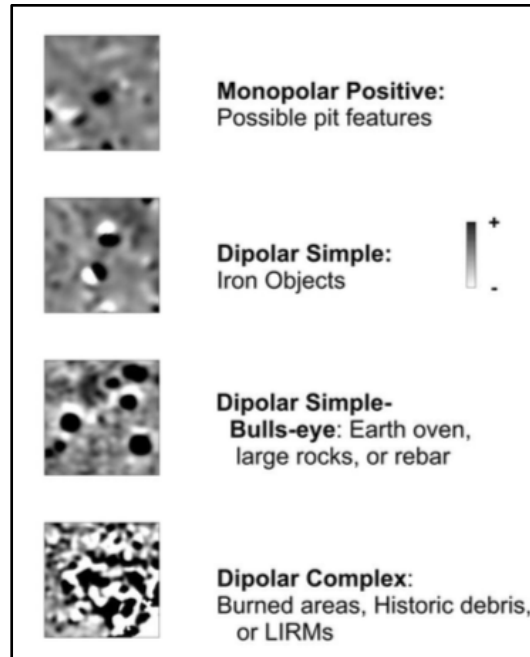 Monopolar Positive:
Possible pit features
+
Dipolar Simple:
Iron Objects
-
Dipolar Simple-
Bulls-eye: Earth oven,
large rocks, or rebar
Dipolar Complex:
Burned areas, Historic debris,
or LIRMs